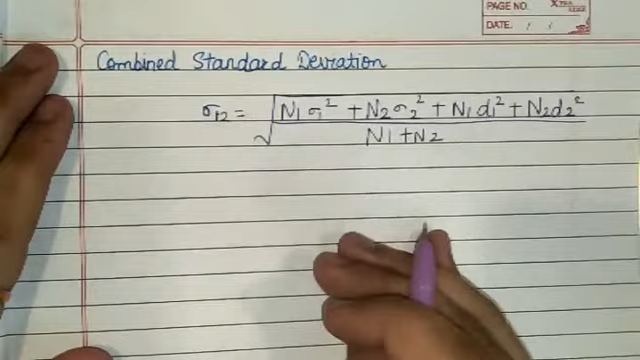 PAGE NO.
DATE. / /
Combined Standard Deviation
σ₁₂ = √(N₁σ₁² + N₂σ₂² + N₁d₁² + N₂d₂²
N₁ + N₂)